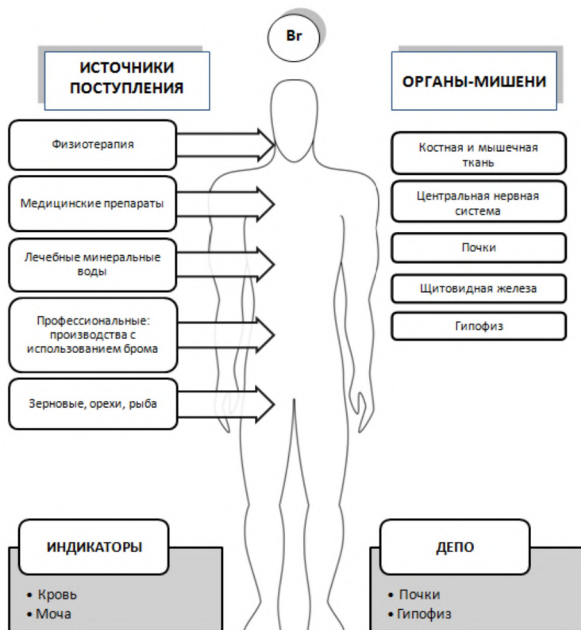 Br
ИСТОЧНИКИ
ПОСТУПЛЕНИЯ
Физиотерапия
Медицинские препараты
Лечебные минеральные
воды
Профессиональные:
производства с
использованием брома
Зерновые, орехи, рыба
ОРГАНЫ-МИШЕНИ
Костная и мышечная
ткань
Центральная нервная
система
Почки
Щитовидная железа
Гипофиз
ИНДИКАТОРЫ
• Кровь
• Моча
ДЕПО
• Почки
• Гипофиз